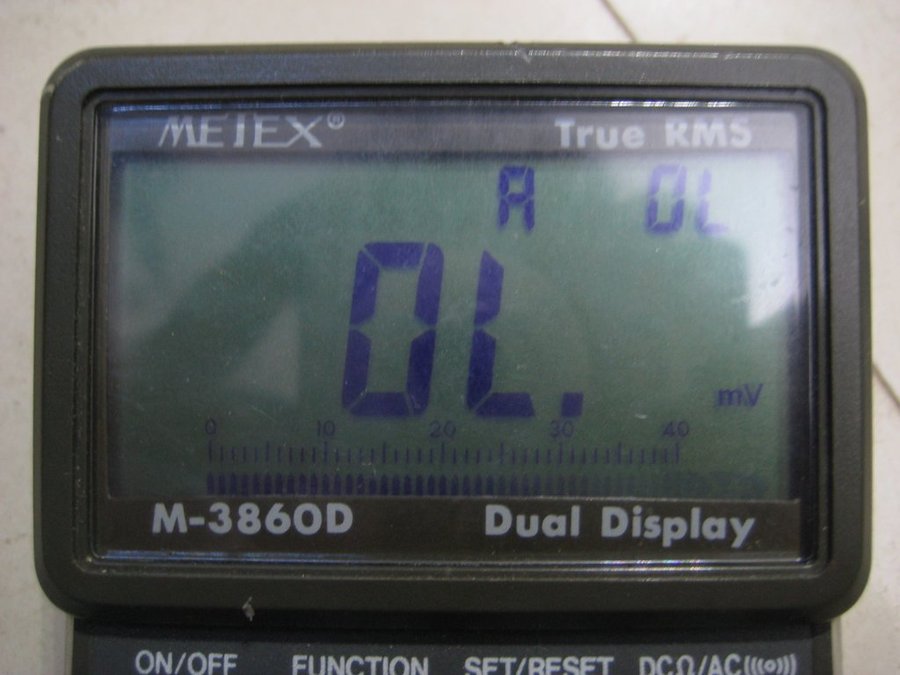 METEX® True RMS
A OL
OL.
mV
0 10 20 30 40
M-3860D Dual Display
ON/OFF FUNCTION SET/RESET DCΩ/AC(((o)))